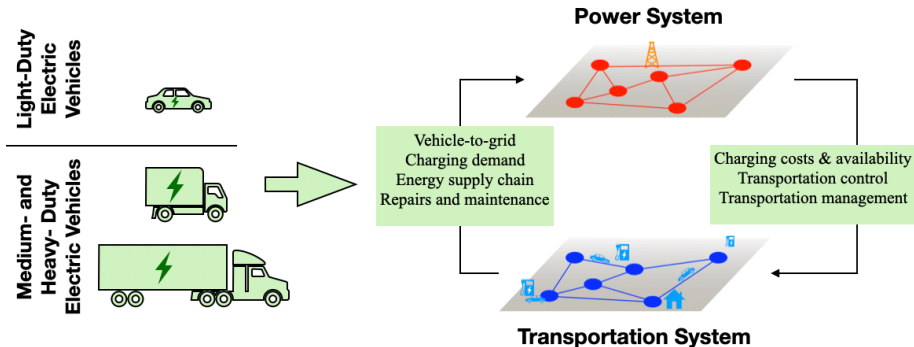 Power System
Light-Duty
Electric
Vehicles
Medium- and
Heavy- Duty
Electric Vehicles
Vehicle-to-grid
Charging demand
Energy supply chain
Repairs and maintenance
Charging costs & availability
Transportation control
Transportation management
Transportation System